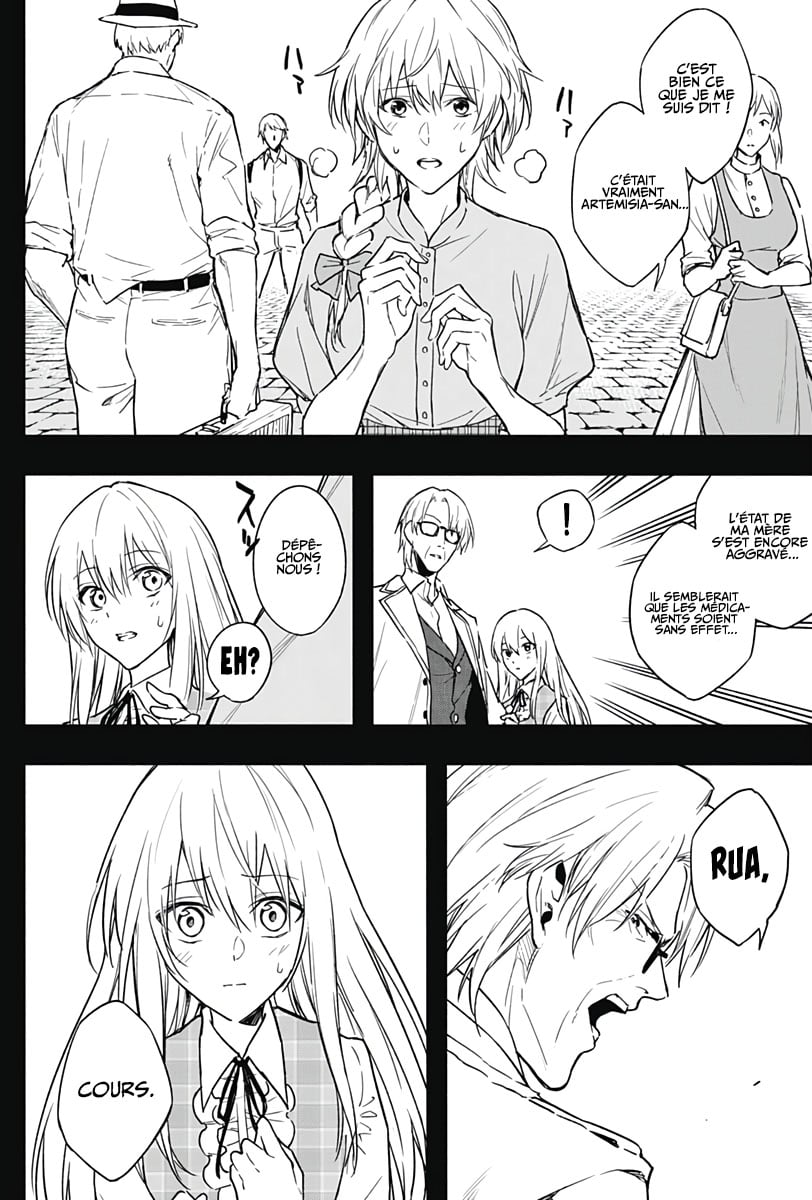 C'EST
BIEN CE
QUE JE ME
SUIS DIT !
C'ÉTAIT
VRAIMENT
ARTEMISIA-SAN...
ハァ
ハァ
L'ÉTAT DE
MA MÈRE
S'EST ENCORE
AGGRAVÉ...
IL SEMBLERAIT
QUE LES MÉDICA-
MENTS SOIENT
SANS EFFET...
!
DÉPÊ-
CHONS
NOUS !
スッ
EH?
RUA,
COURS.